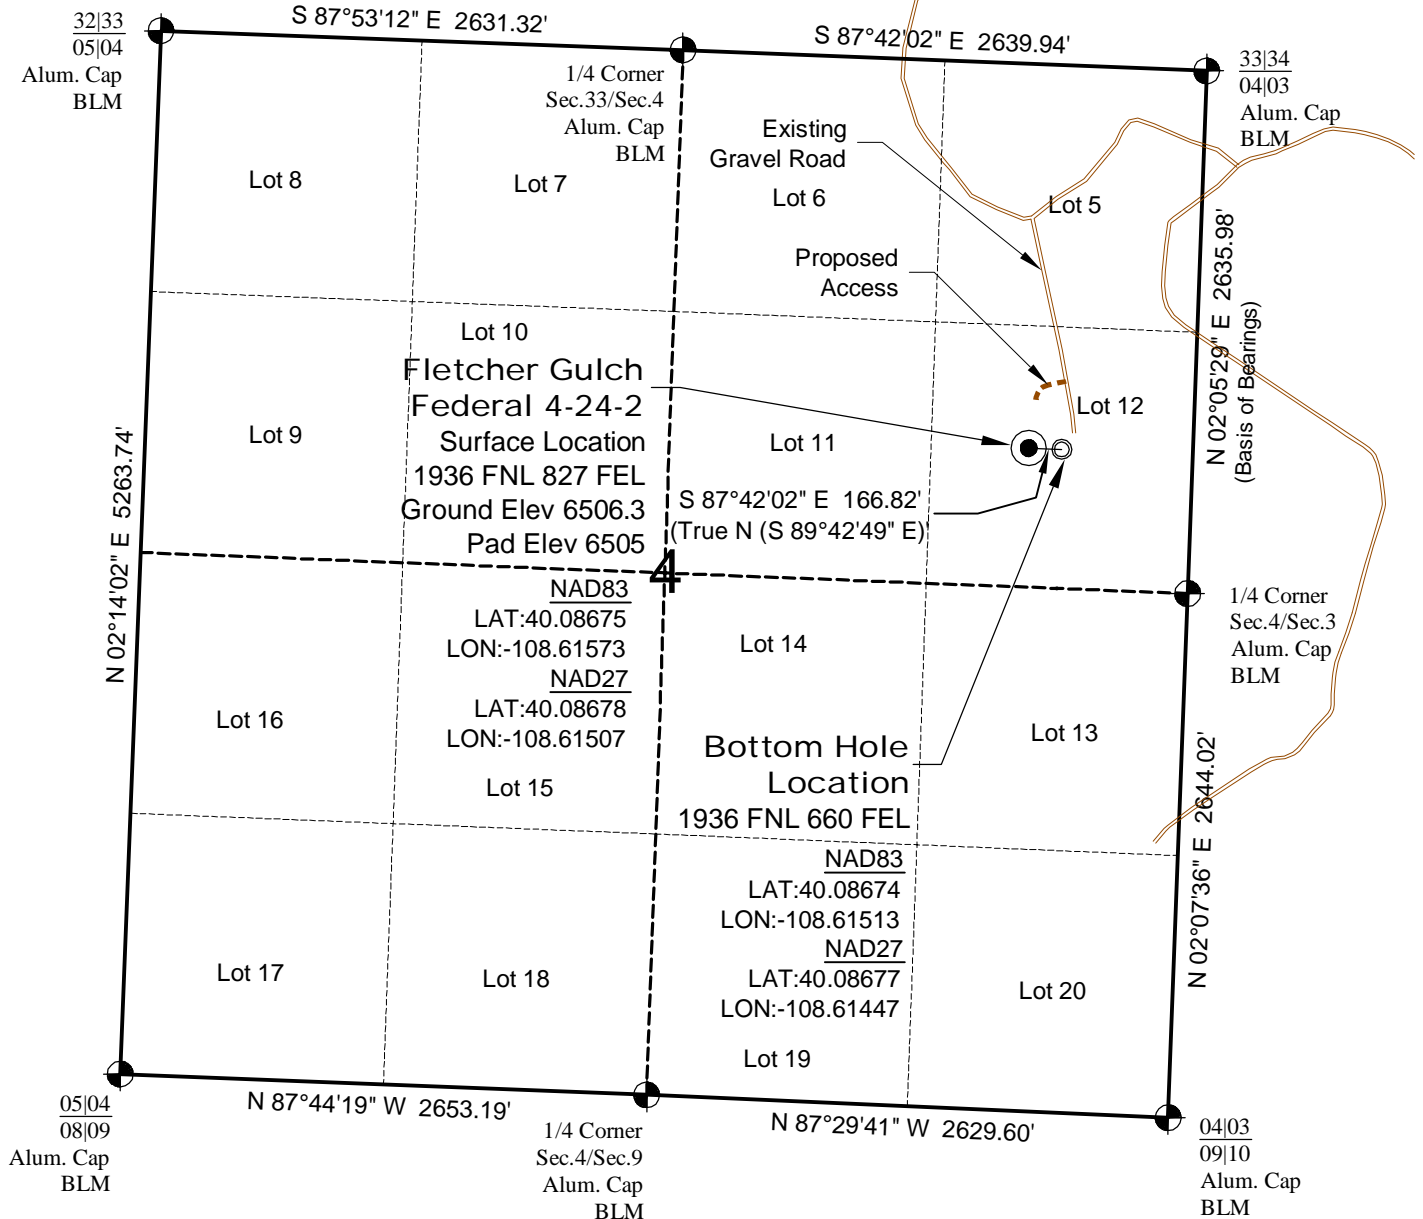 S 87°53'12" E 2631.32'
S 87°42'02" E 2639.94'
32|33
05|04
Alum. Cap
BLM
1/4 Corner
Sec.33/Sec.4
Alum. Cap
BLM
33|34
04|03
Alum. Cap
BLM
Existing
Gravel Road
Lot 8
Lot 7
Lot 6
Lot 5
Proposed
Access
N 02°05'29" E 2635.98'
(Basis of Bearings)
Lot 10
Fletcher Gulch
Federal 4-24-2
Surface Location
1936 FNL 827 FEL
Ground Elev 6506.3
Pad Elev 6505
Lot 9
Lot 11
Lot 12
S 87°42'02" E 166.82'
(True N (S 89°42'49" E)
N 02°14'02" E 5263.74'
4
NAD83
LAT:40.08675
LON:-108.61573
NAD27
LAT:40.08678
LON:-108.61507
1/4 Corner
Sec.4/Sec.3
Alum. Cap
BLM
Lot 16
Lot 15
Lot 14
Lot 13
Bottom Hole
Location
1936 FNL 660 FEL
NAD83
LAT:40.08674
LON:-108.61513
NAD27
LAT:40.08677
LON:-108.61447
N 02°07'36" E 2644.02'
Lot 17
Lot 18
Lot 19
Lot 20
N 87°44'19" W 2653.19'
N 87°29'41" W 2629.60'
05|04
08|09
Alum. Cap
BLM
1/4 Corner
Sec.4/Sec.9
Alum. Cap
BLM
04|03
09|10
Alum. Cap
BLM